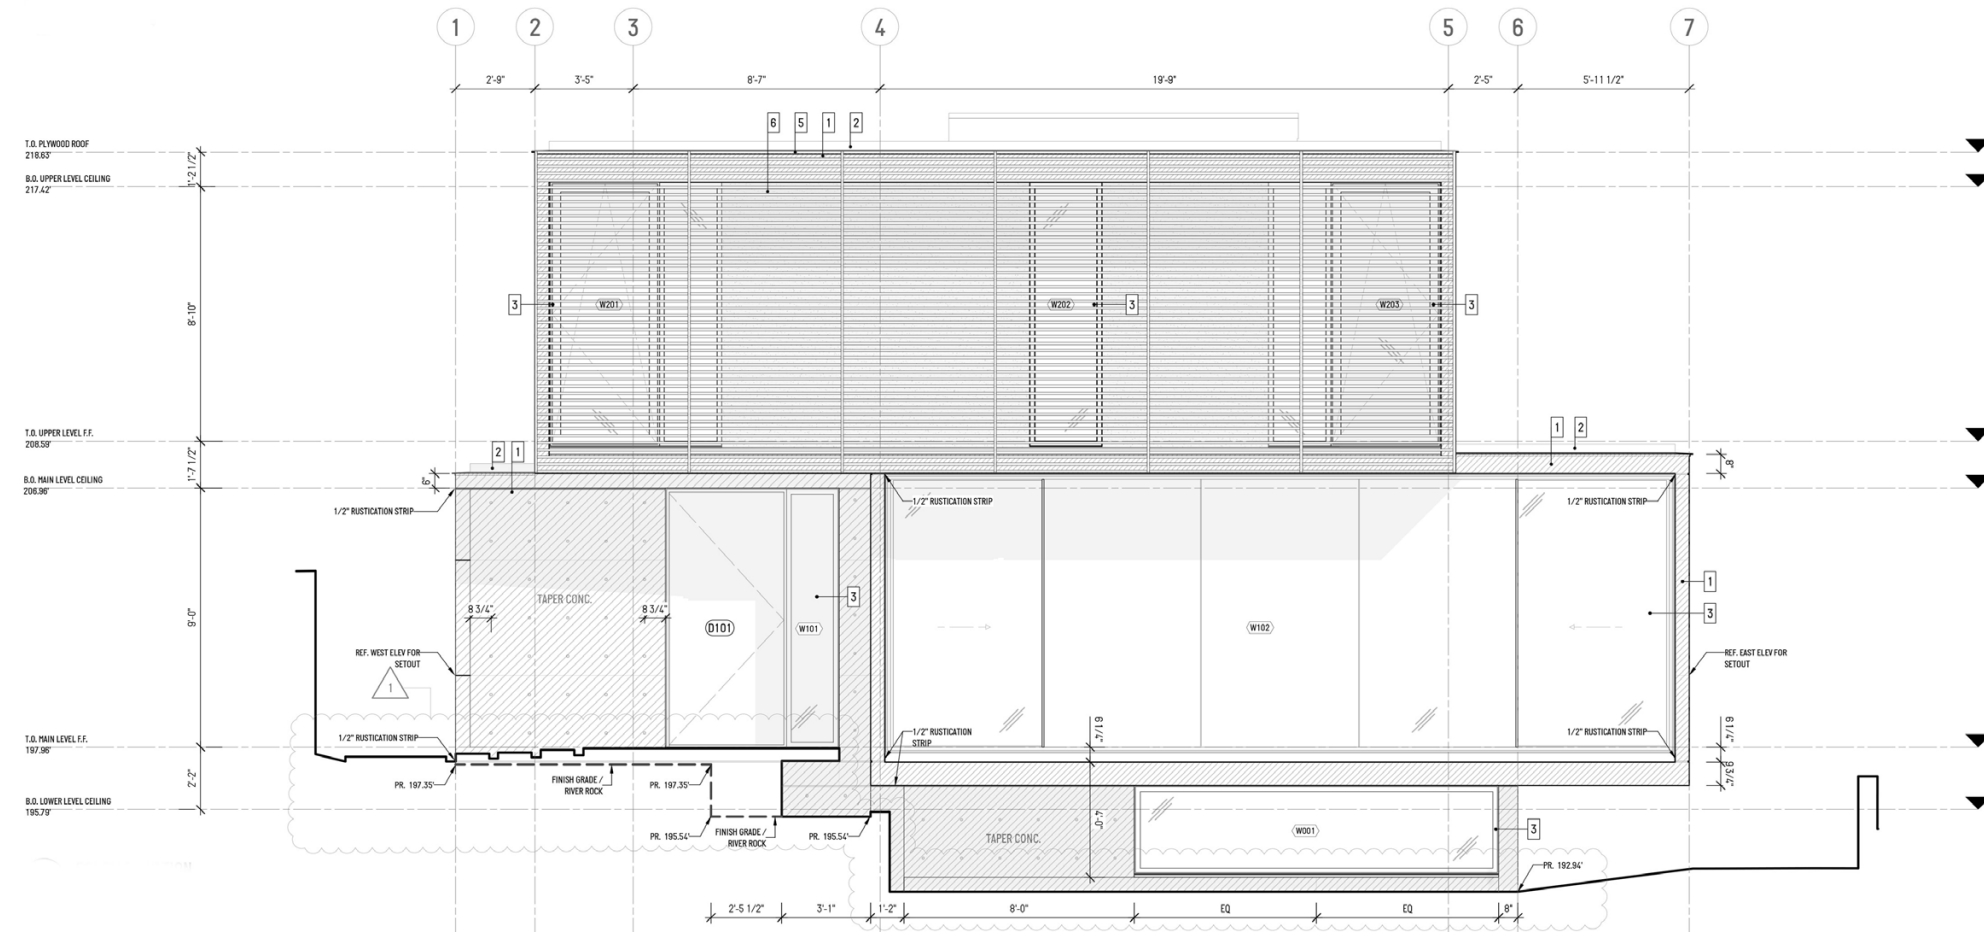 1 2 3 4 5 6 7
2'-9" 3'-5" 8'-7" 19'-9" 2'-5" 5'-11 1/2"
6 5 1 2
T.O. PLYWOOD ROOF
218.63'
1'-2 1/2"
B.O. UPPER LEVEL CEILING
217.42'
8'-10"
3 W201 W202 3 W203 3
T.O. UPPER LEVEL F.F.
208.59'
1'-7 1/2"
2 1
1 2
8"
B.O. MAIN LEVEL CEILING
206.96'
6"
1/2" RUSTICATION STRIP
1/2" RUSTICATION STRIP
1/2" RUSTICATION STRIP
9'-0"
TAPER CONC.
8 3/4" 8 3/4"
D101 W101 3
W102
1
3
REF. WEST ELEV FOR
SETOUT
REF. EAST ELEV FOR
SETOUT
1
T.O. MAIN LEVEL F.F.
197.96'
1/2" RUSTICATION STRIP
1/2" RUSTICATION
STRIP
6 1/4"
1/2" RUSTICATION STRIP
6 1/4"
9 3/4"
2'-2"
PR. 197.35'
FINISH GRADE /
RIVER ROCK
PR. 197.35'
B.O. LOWER LEVEL CEILING
195.79'
PR. 195.54'
FINISH GRADE /
RIVER ROCK
PR. 195.54'
TAPER CONC.
4'-0"
W001
3
PR. 192.94'
2'-5 1/2" 3'-1" 1'-2" 8'-0" EQ EQ 8"